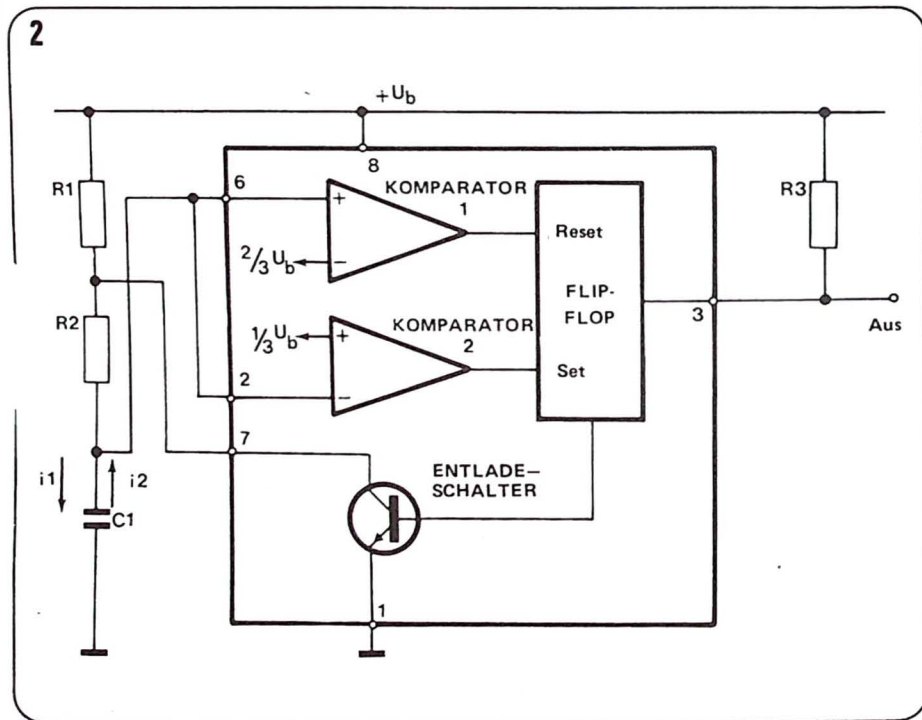 2
+Ub
8
R1
6
KOMPARATOR
1
R3
+
2/3 Ub
−
Reset
FLIP-
FLOP
3
Aus
R2
KOMPARATOR
2
1/3 Ub
+
2
−
Set
7
ENTLADE–
SCHALTER
i1
i2
C1
1